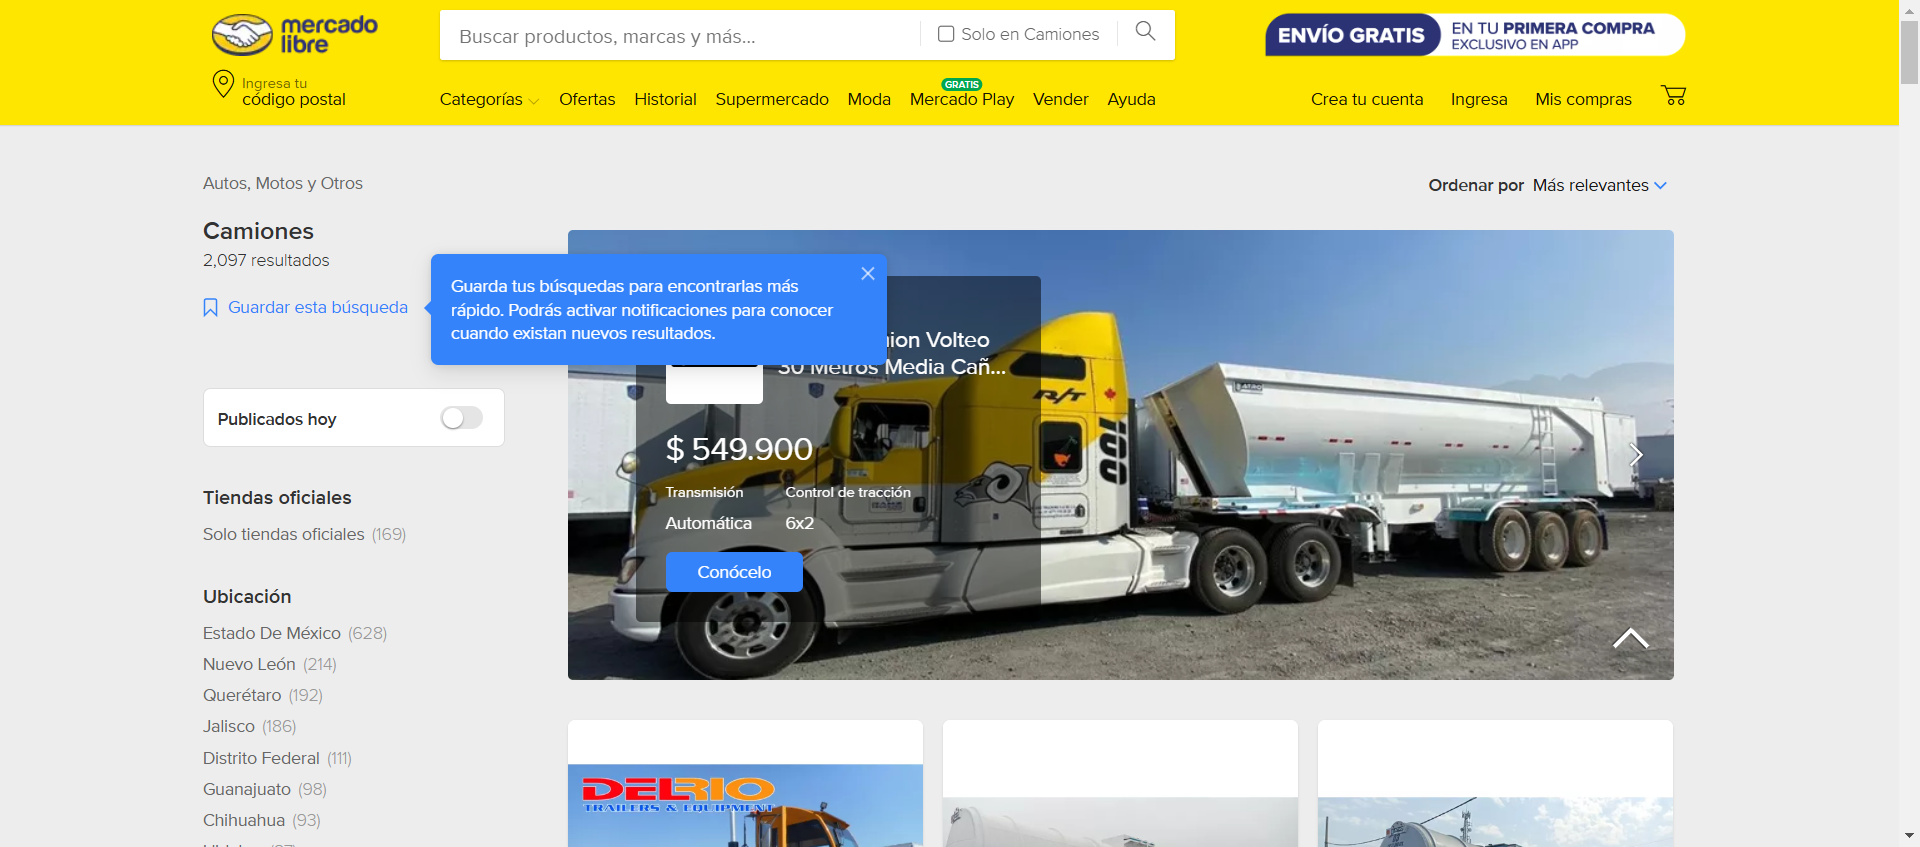 mercado
libre
Buscar productos, marcas y más...
Solo en Camiones
ENVÍO GRATIS
EN TU PRIMERA COMPRA
EXCLUSIVO EN APP
Ingresa tu
código postal
Categorías
Ofertas
Historial
Supermercado
Moda
GRATIS
Mercado Play
Vender
Ayuda
Crea tu cuenta
Ingresa
Mis compras
Autos, Motos y Otros
Ordenar por Más relevantes
Camiones
2,097 resultados
Guardar esta búsqueda
Guarda tus búsquedas para encontrarlas más
rápido. Podrás activar notificaciones para conocer
cuando existan nuevos resultados.
Volteo
30 Metros Media Cañ...
$ 549.900
Transmisión
Control de tracción
Automática
6x2
Conócelo
R/T
Publicados hoy
Tiendas oficiales
Solo tiendas oficiales (169)
Ubicación
Estado De México (628)
Nuevo León (214)
Querétaro (192)
Jalisco (186)
Distrito Federal (111)
Guanajuato (98)
Chihuahua (93)
DELRIO
TRAILERS & EQUIPMENT